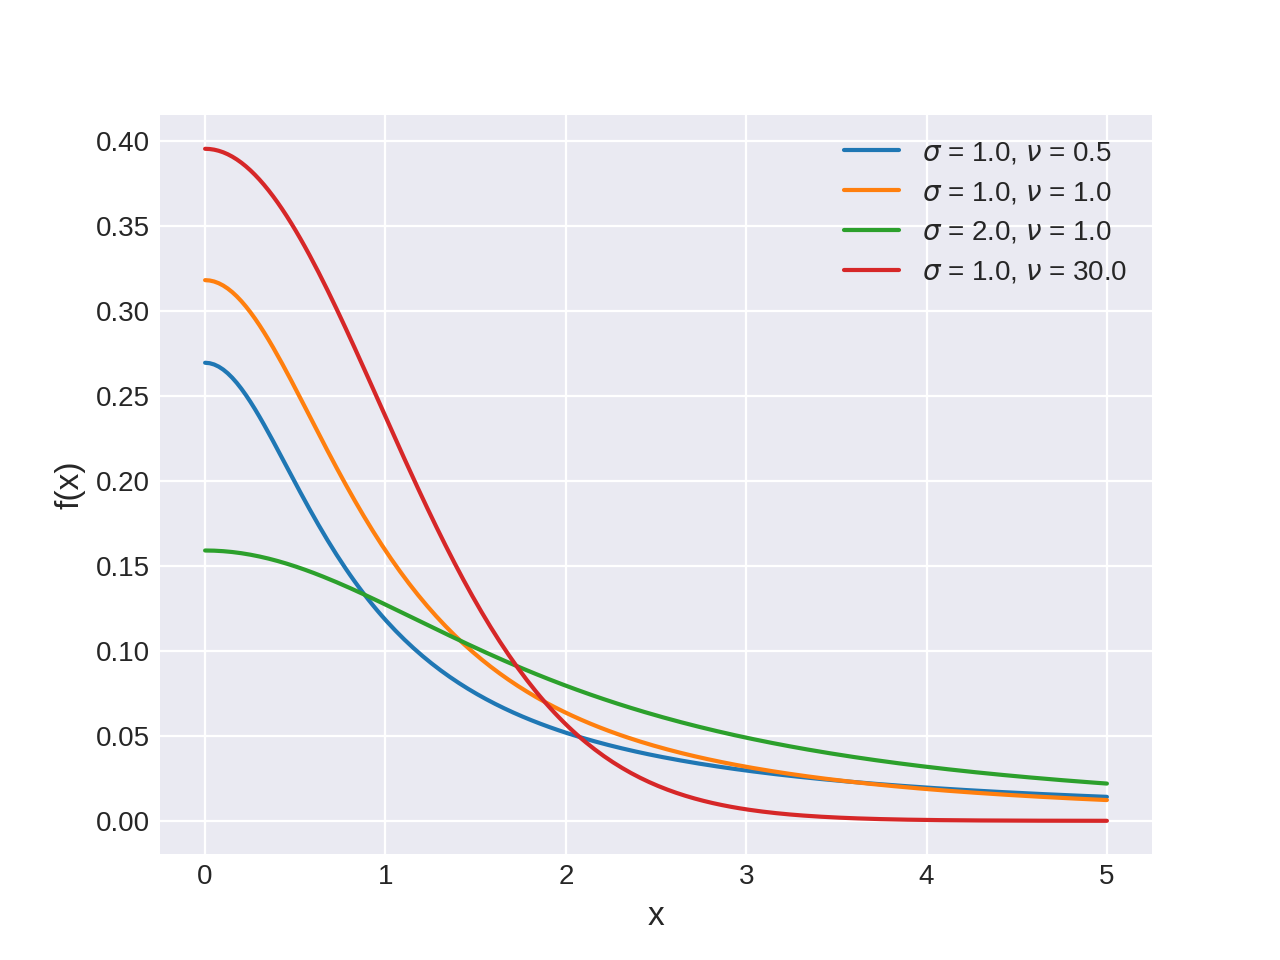 σ = 1.0, ν = 0.5
σ = 1.0, ν = 1.0
σ = 2.0, ν = 1.0
σ = 1.0, ν = 30.0
0.40
0.35
0.30
0.25
0.20
0.15
0.10
0.05
0.00
f(x)
0 1 2 3 4 5
x